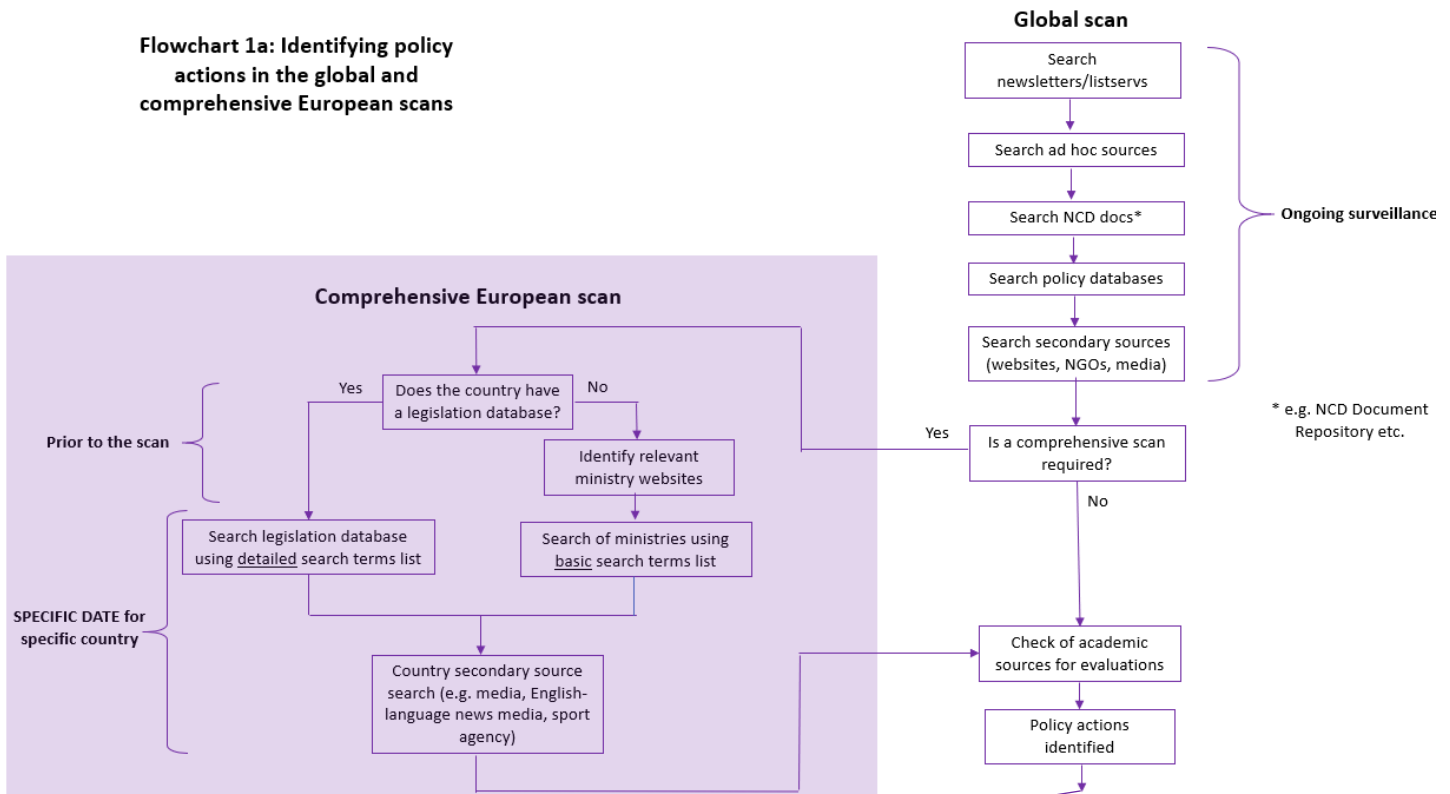 Flowchart 1a: Identifying policy
actions in the global and
comprehensive European scans
Global scan
Search
newsletters/listservs
Search ad hoc sources
Search NCD docs*
Search policy databases
Search secondary sources
(websites, NGOs, media)
Ongoing surveillance
* e.g. NCD Document
Repository etc.
Is a comprehensive scan
required?
Yes
No
Comprehensive European scan
Does the country have
a legislation database?
Yes
No
Prior to the scan
Identify relevant
ministry websites
Search legislation database
using detailed search terms list
Search of ministries using
basic search terms list
SPECIFIC DATE for
specific country
Country secondary source
search (e.g. media, English-
language news media, sport
agency)
Check of academic
sources for evaluations
Policy actions
identified